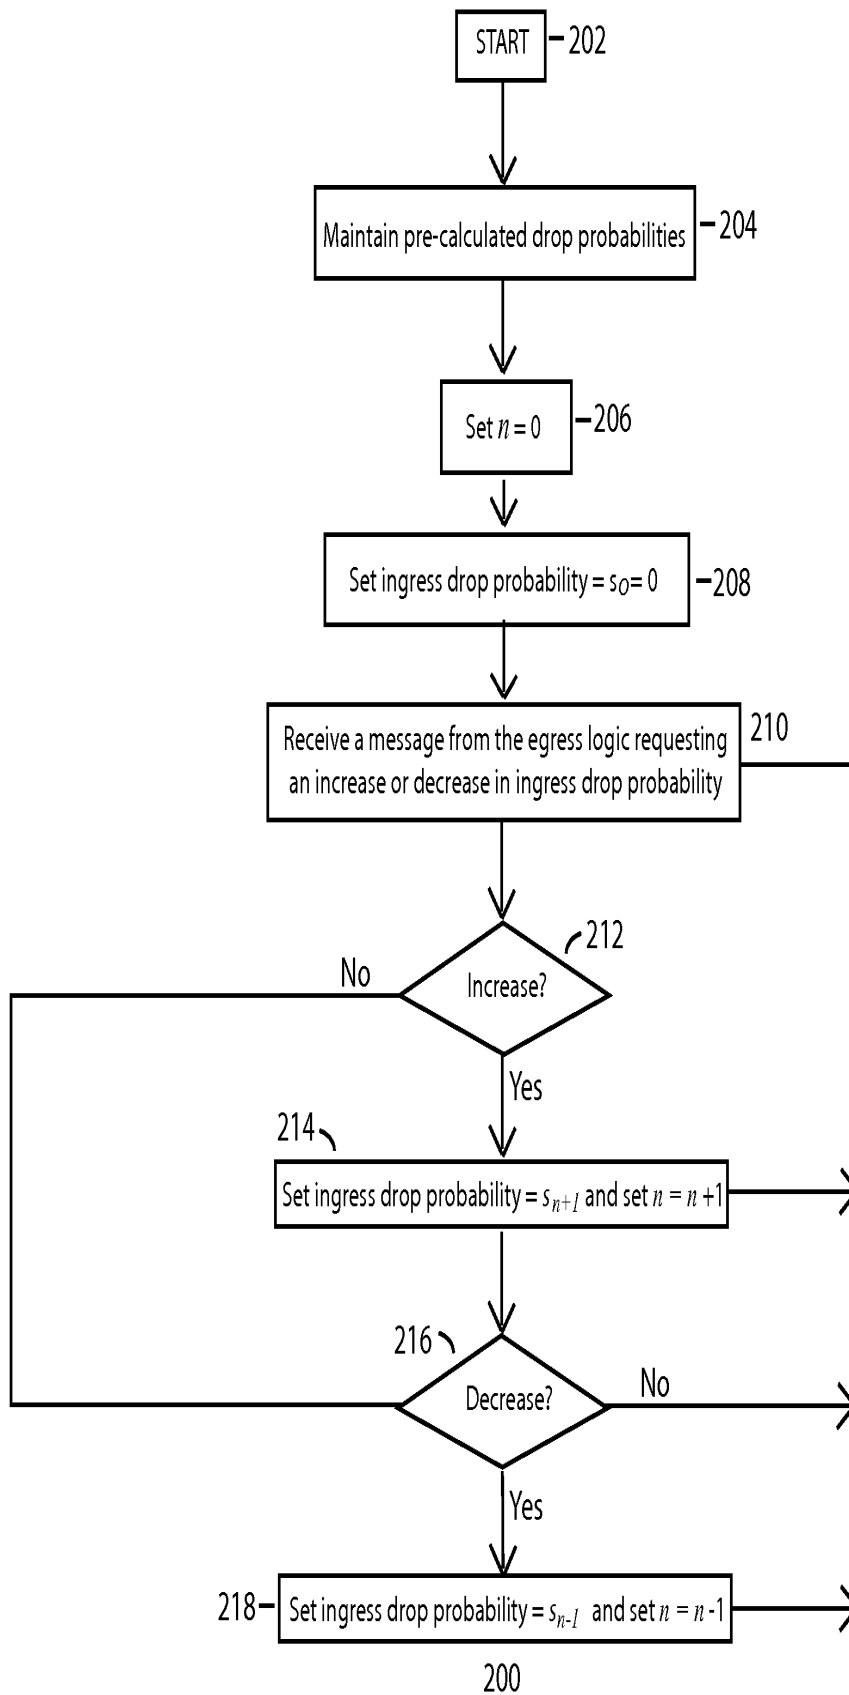 START
202
Maintain pre-calculated drop probabilities
204
Set n = 0
206
Set ingress drop probability = s0= 0
208
Receive a message from the egress logic requesting
an increase or decrease in ingress drop probability
210
212
No
Increase?
Yes
214
Set ingress drop probability = sn+1 and set n = n +1
216
Decrease?
No
Yes
218
Set ingress drop probability = sn-1 and set n = n -1
200